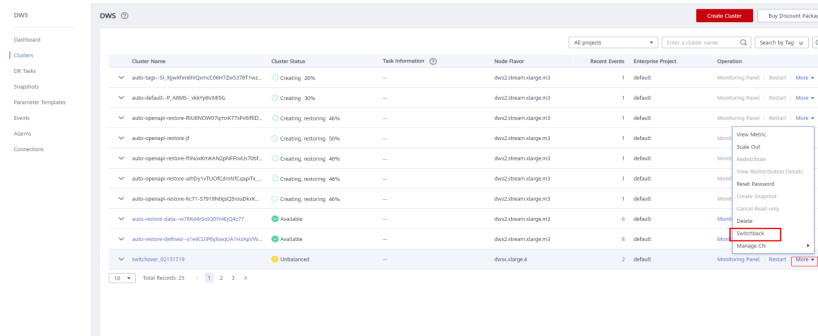 DWS
DWS
Create Cluster
Buy Discount Packag
Dashboard
Clusters
DR Tasks
Snapshots
Parameter Templates
Events
Alarms
Connections
All projects
Enter a cluster name.
Search by Tag
Cluster Name Cluster Status Task Information Node Flavor Recent Events Enterprise Project Operation
Creating 20% -- dws2.stream.xlarge.m3 1 default Monitoring Panel Restart More
Creating 30% -- dws2.stream.xlarge.m3 1 default Monitoring Panel Restart More
Creating, restoring 46% -- dws2.stream.xlarge.m3 1 default Monitoring Panel Restart More
auto-openapi-restore-jf Creating, restoring 50% -- dws2.stream.xlarge.m3 1 default
Creating, restoring 46% -- dws2.stream.xlarge.m3 1 default
Creating, restoring 46% -- dws2.stream.xlarge.m3 1 default
Creating, restoring 46% -- dws2.stream.xlarge.m3 1 default
Available -- dws2.stream.xlarge.m3 6 default
Available -- dws2.stream.xlarge.m3 8 default
switchover_02151719 Unbalanced -- dwsx.xlarge.4 2 default Monitoring Panel Restart More
View Metric
Scale Out
Redistribute
View Redistribution Details
Reset Password
Create Snapshot
Cancel Read-only
Delete
Switchback
Manage CN
10 Total Records: 25 < 1 2 3 >